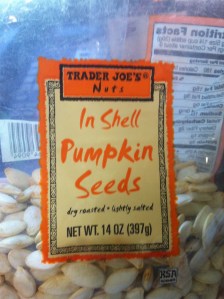 TRADER JOE'S®
Nuts
In Shell
Pumpkin
Seeds
dry roasted • lightly salted
NET WT. 14 OZ (397g)